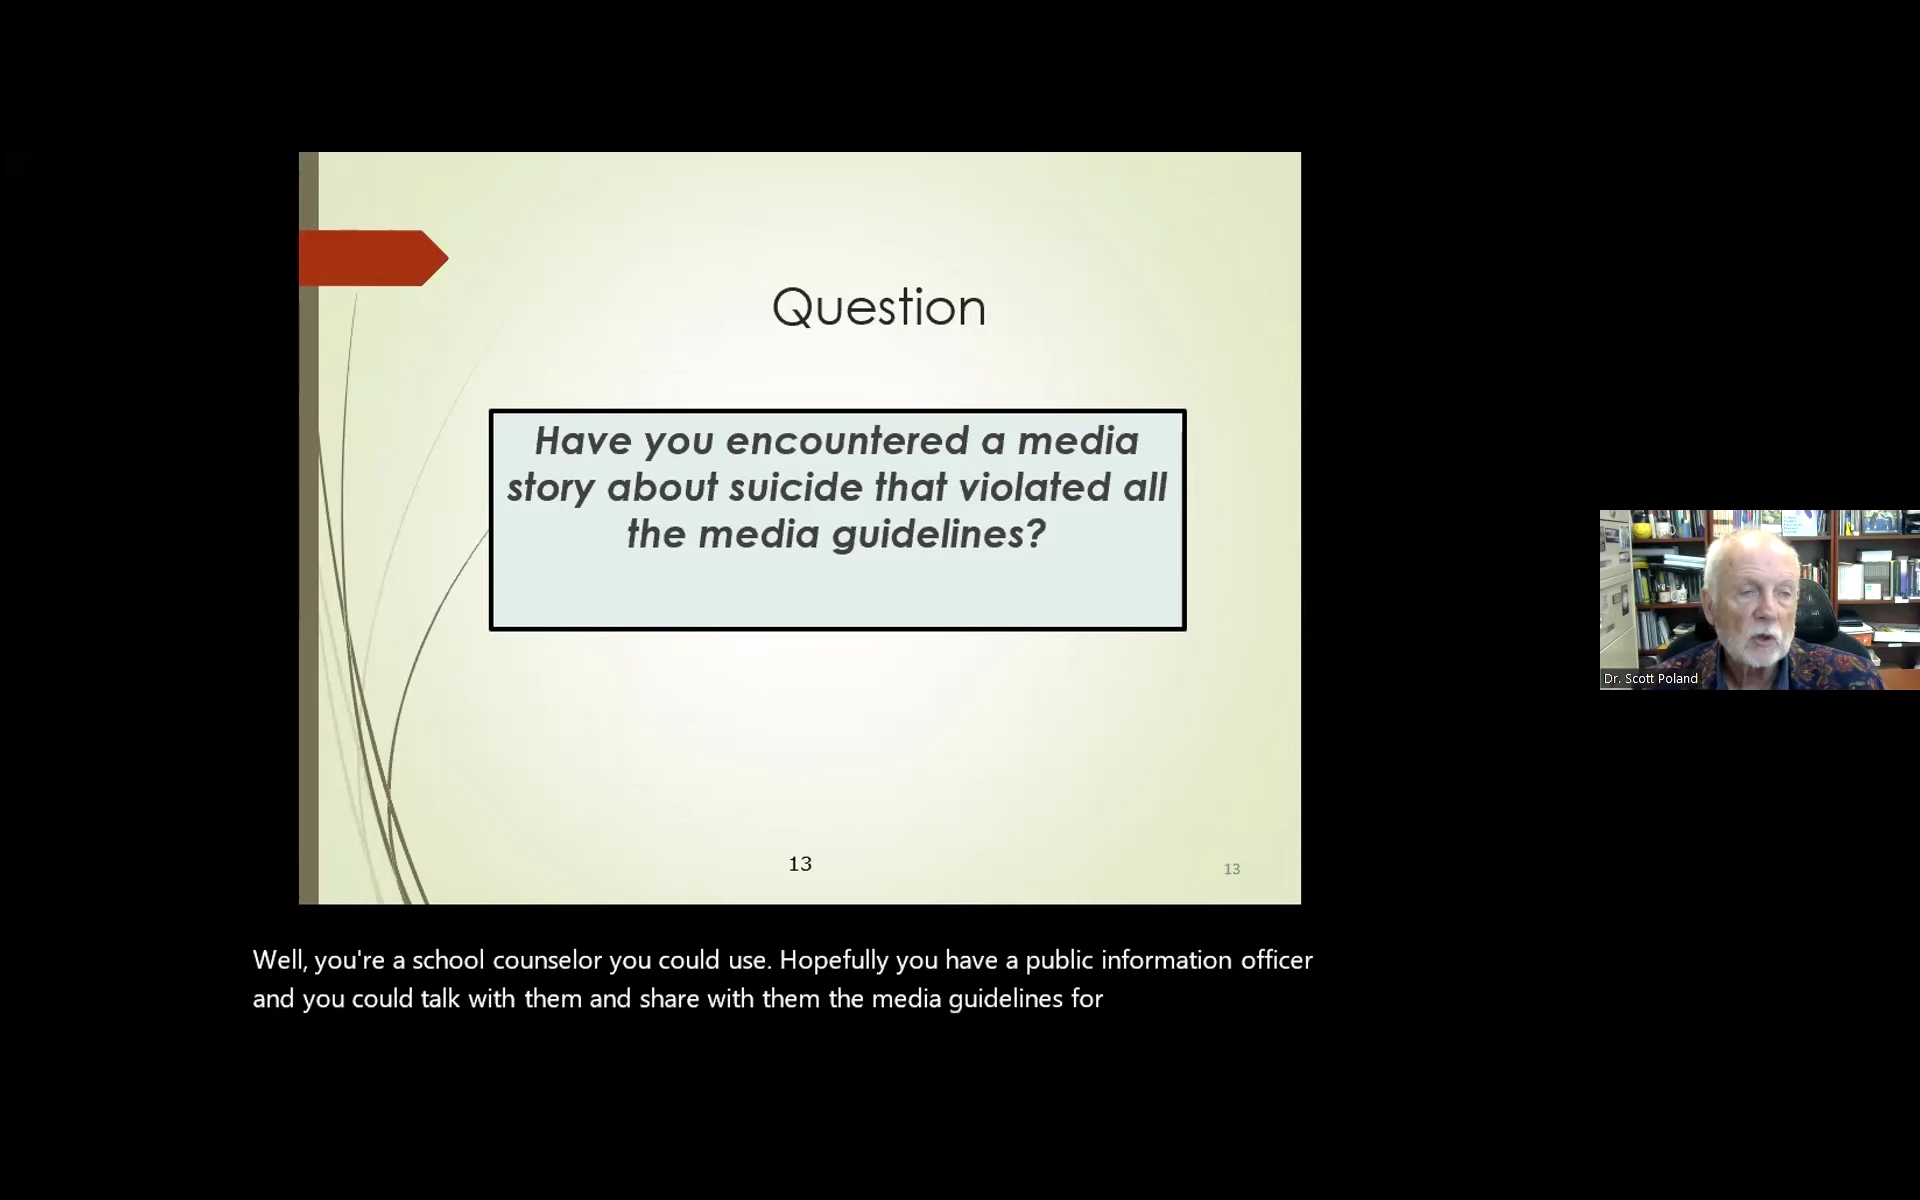 Question
Have you encountered a media
story about suicide that violated all
the media guidelines?
13
13
Dr. Scott Poland
Well, you're a school counselor you could use. Hopefully you have a public information officer
and you could talk with them and share with them the media guidelines for